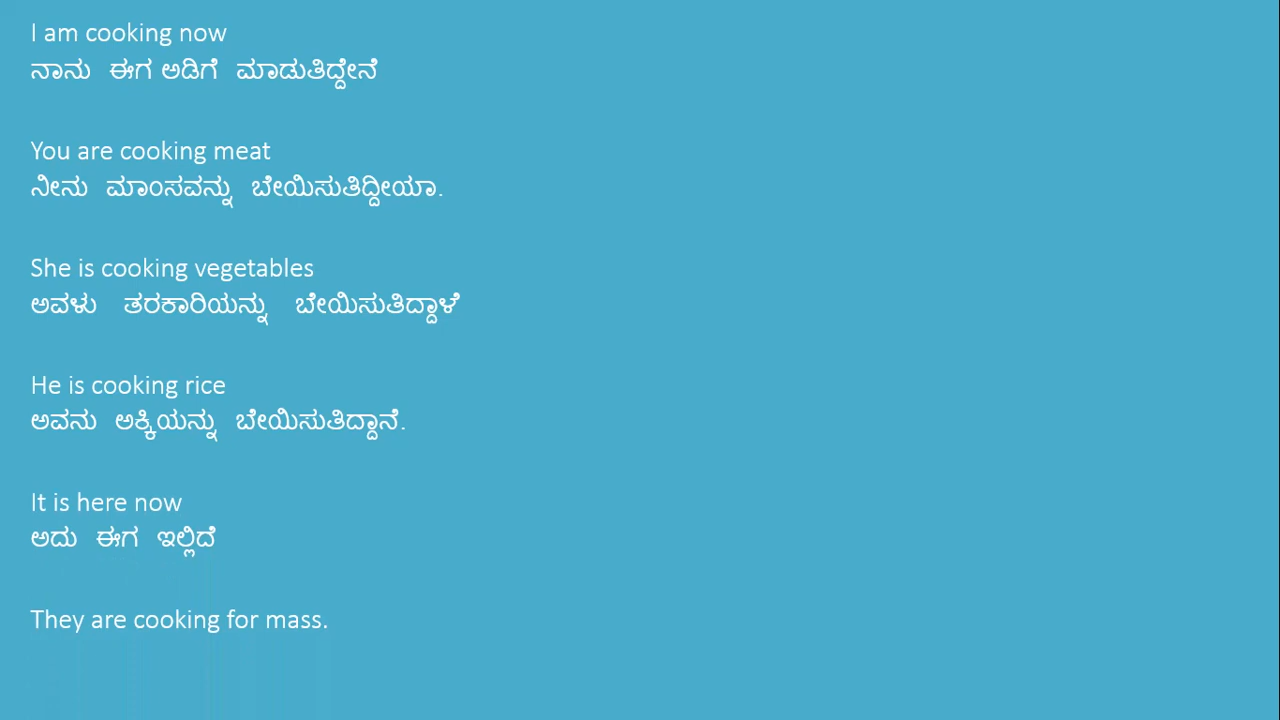 I am cooking now
ನಾನು ಈಗ ಅಡಿಗೆ ಮಾಡುತಿದ್ದೇನೆ
You are cooking meat
ನೀನು ಮಾಂಸವನ್ನು ಬೇಯಿಸುತಿದ್ದೀಯಾ.
She is cooking vegetables
ಅವಳು ತರಕಾರಿಯನ್ನು ಬೇಯಿಸುತಿದ್ದಾಳೆ
He is cooking rice
ಅವನು ಅಕ್ಕಿಯನ್ನು ಬೇಯಿಸುತಿದ್ದಾನೆ.
It is here now
ಅದು ಈಗ ಇಲ್ಲಿದೆ
They are cooking for mass.